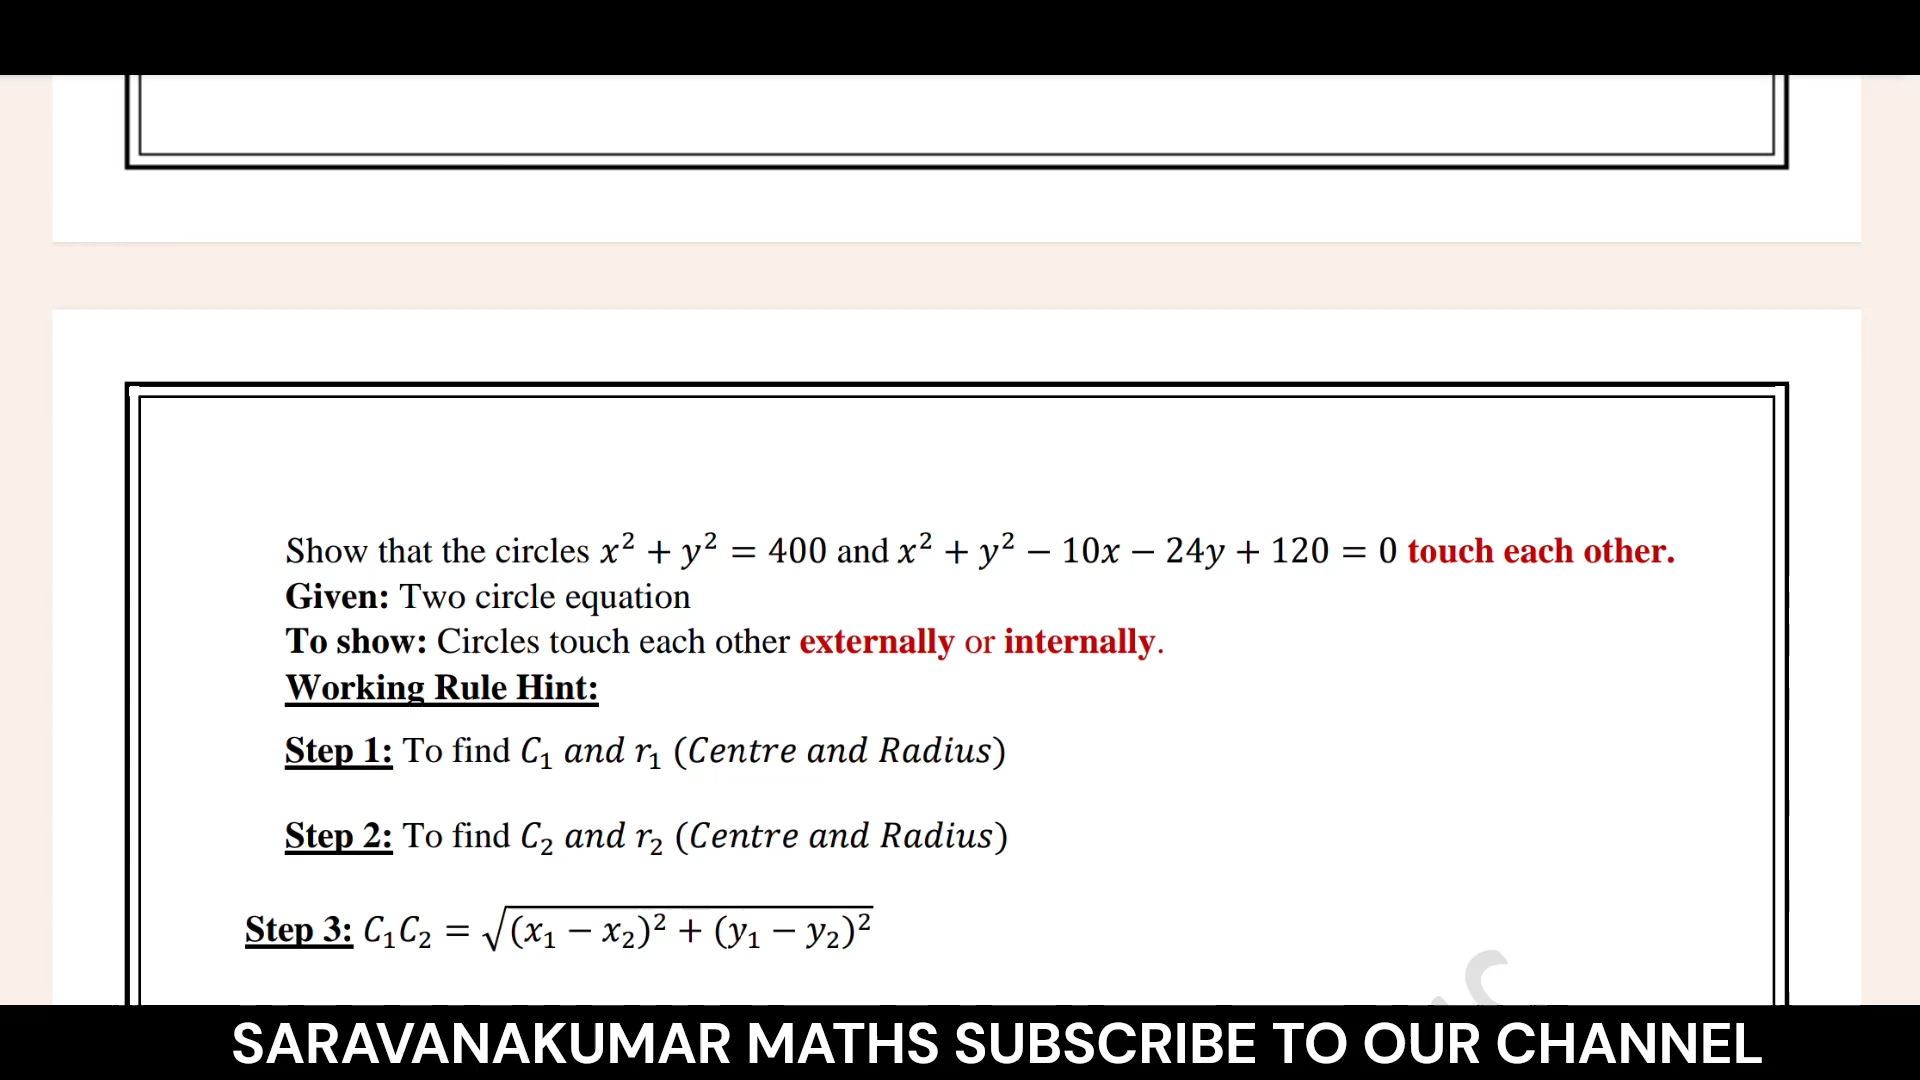 Show that the circles x² + y² = 400 and x² + y² − 10x − 24y + 120 = 0 touch each other.
Given: Two circle equation
To show: Circles touch each other externally or internally.
Working Rule Hint:
Step 1: To find C₁ and r₁ (Centre and Radius)
Step 2: To find C₂ and r₂ (Centre and Radius)
Step 3: C₁C₂ = √(x₁ − x₂)² + (y₁ − y₂)²
SARAVANAKUMAR MATHS SUBSCRIBE TO OUR CHANNEL